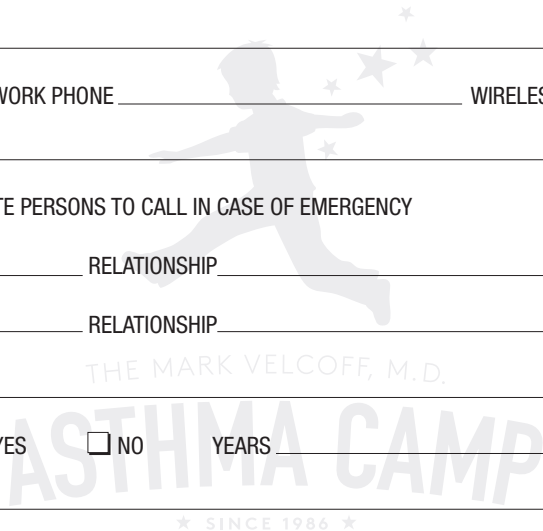 WORK PHONE WIRELES
TE PERSONS TO CALL IN CASE OF EMERGENCY
RELATIONSHIP
RELATIONSHIP
THE MARK VELCOFF, M.D.
YES NO YEARS
ASTHMA CAMP
★ SINCE 1986 ★